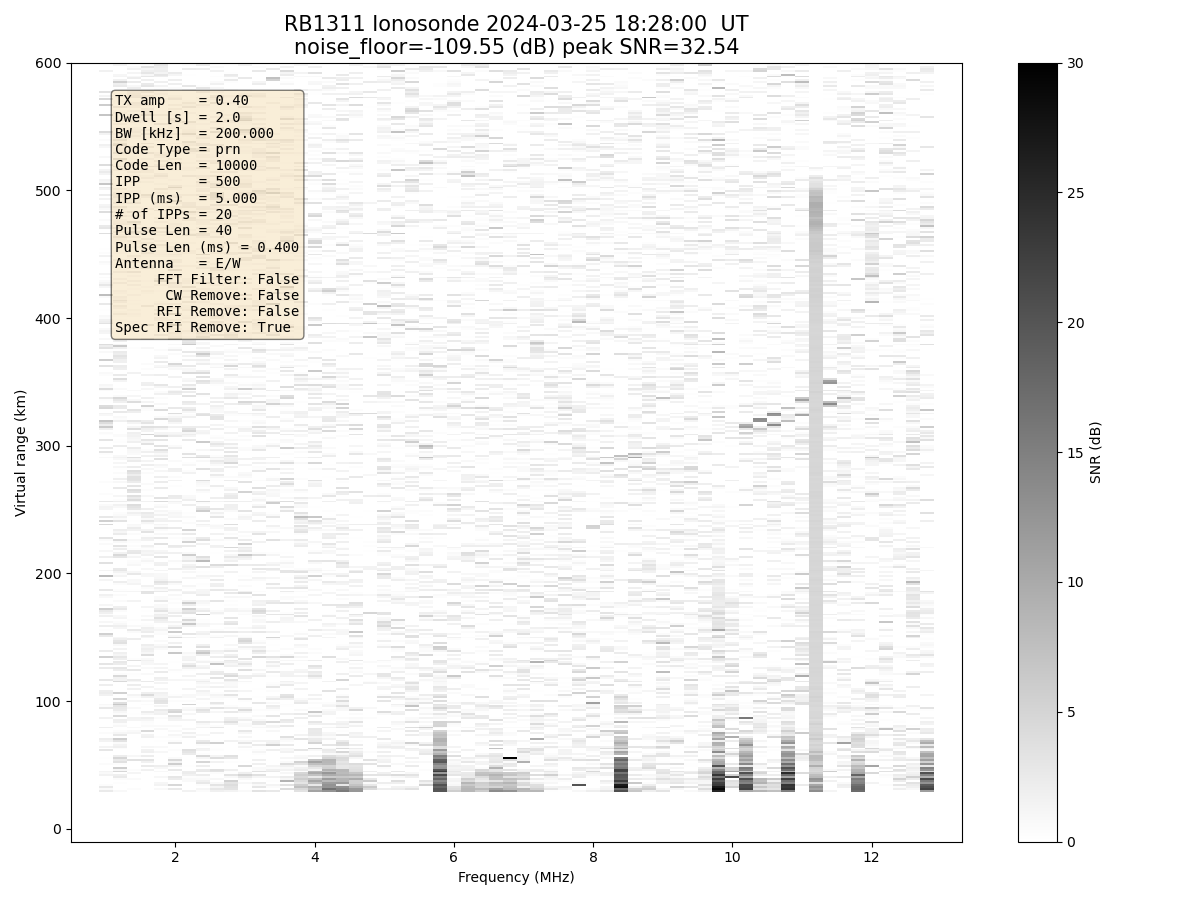 RB1311 Ionosonde 2024-03-25 18:28:00  UT
noise_floor=-109.55 (dB) peak SNR=32.54
TX amp    = 0.40
Dwell [s] = 2.0
BW [kHz]  = 200.000
Code Type = prn
Code Len  = 10000
IPP       = 500
IPP (ms)  = 5.000
# of IPPs = 20
Pulse Len = 40
Pulse Len (ms) = 0.400
Antenna   = E/W
FFT Filter: False
CW Remove: False
RFI Remove: False
Spec RFI Remove: True
Virtual range (km)
600
500
400
300
200
100
0
2
4
6
8
10
12
Frequency (MHz)
30
25
20
15
10
5
0
SNR (dB)